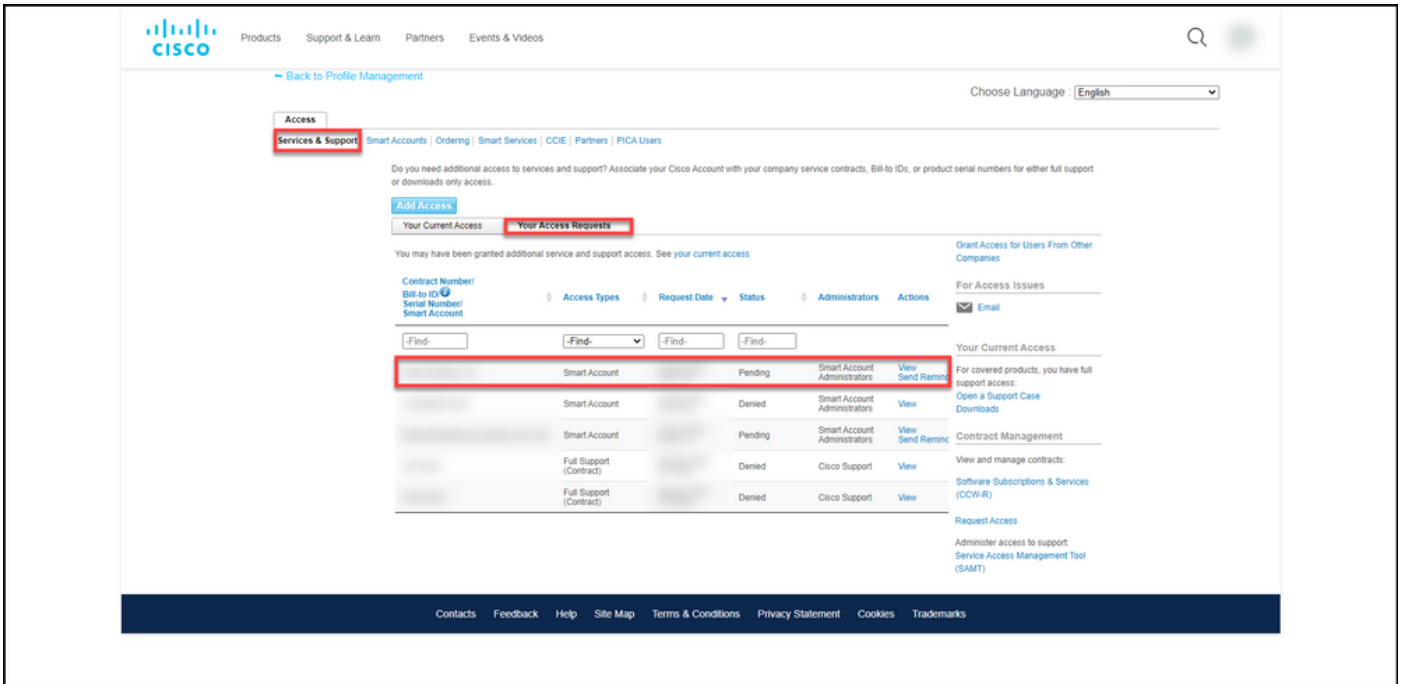 CISCO
Products Support & Learn Partners Events & Videos
Back to Profile Management
Choose Language : English
Access
Services & Support Smart Accounts | Ordering | Smart Services | CCIE | Partners | PICA Users
Do you need additional access to services and support? Associate your Cisco Account with your company service contracts, Bill-to IDs, or product serial numbers for either full support
or downloads only access.
Add Access
Your Current Access Your Access Requests
You may have been granted additional service and support access. See your current access
Contract Number/
Bill-to ID/
Serial Number/
Smart Account
Access Types Request Date Status Administrators Actions
-Find- -Find- -Find- -Find-
Smart Account Pending Smart Account
Administrators View
Send Remind
Smart Account Denied Smart Account
Administrators View
Smart Account Pending Smart Account
Administrators View
Send Remind
Full Support
(Contract) Denied Cisco Support View
Full Support
(Contract) Denied Cisco Support View
Grant Access for Users From Other
Companies
For Access Issues
Email
Your Current Access
For covered products, you have full
support access:
Open a Support Case
Downloads
Contract Management
View and manage contracts:
Software Subscriptions & Services
(CCW-R)
Request Access
Administer access to support:
Service Access Management Tool
(SAMT)
Contacts Feedback Help Site Map Terms & Conditions Privacy Statement Cookies Trademarks